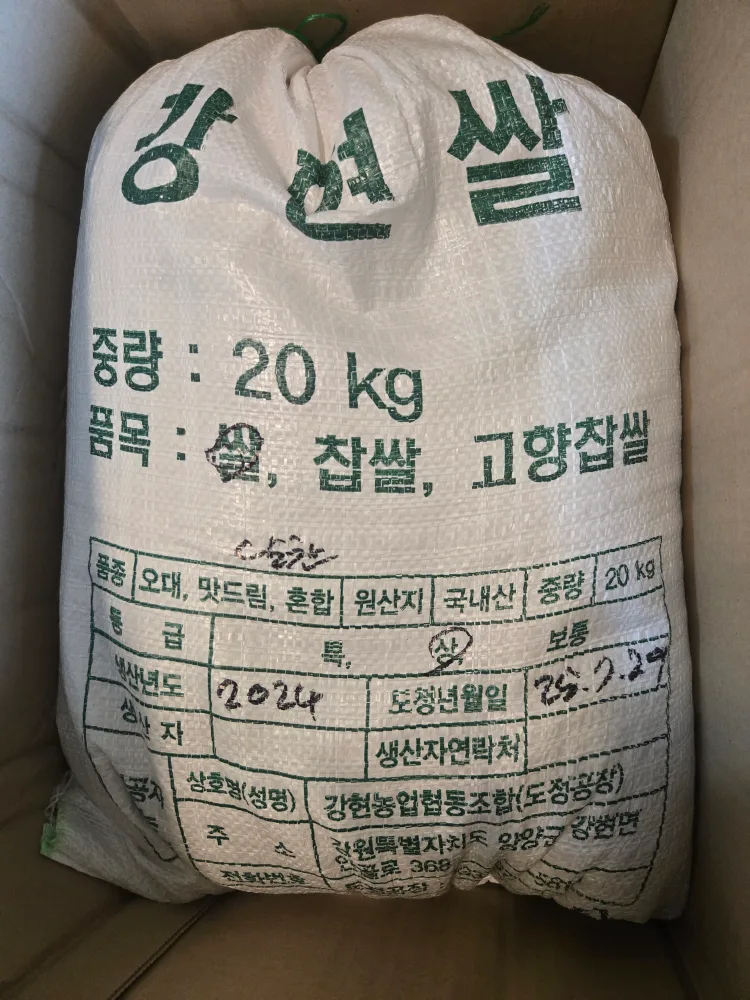 강현쌀
중량 : 20 kg
품목 : 쌀, 찹쌀, 고향찹쌀
품종 오대, 맛드림, 혼합 원산지 국내산 중량 20 kg
등 급 특, 상, 보통
생산년도 2024 도정년월일 25.7.29
생산자 생산자연락처
상호명(성명) 강현농업협동조합(도정공장)
주 소 강원특별자치도 양양군 강현면
368
전화번호